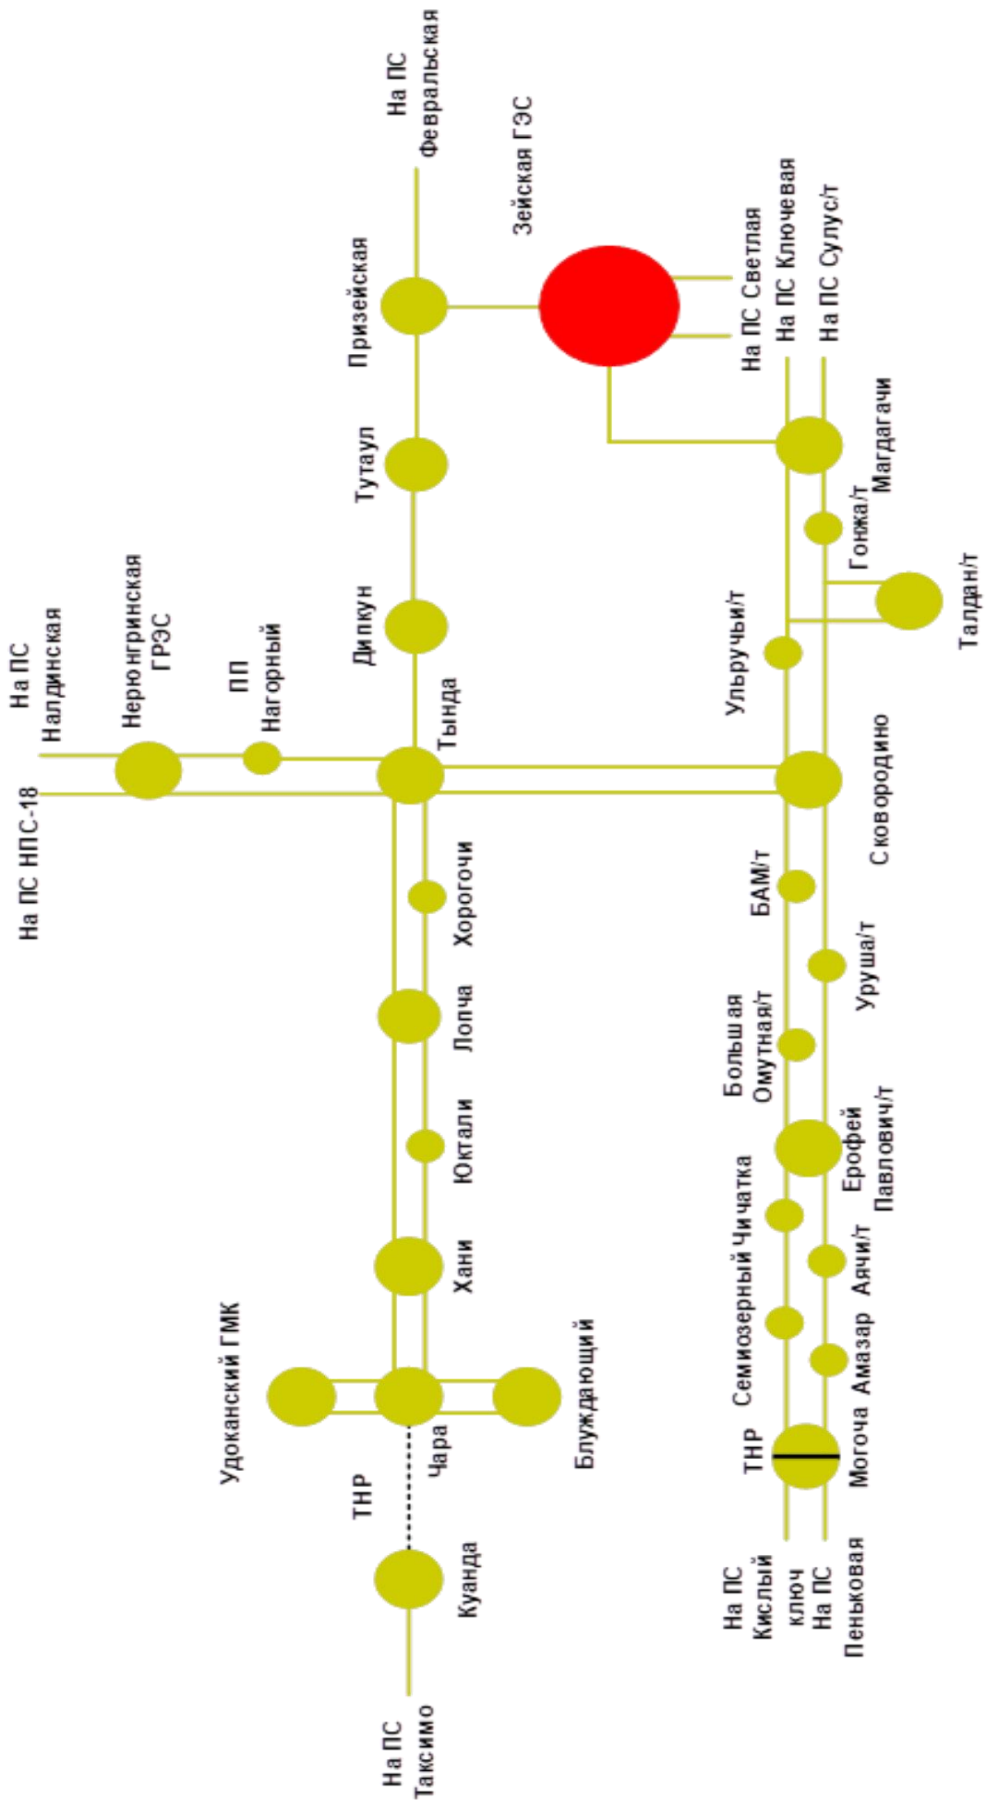 На ПС
Таксимо
Куанда
ТНР
Чара
Удоканский ГМК
Блуждающий
Хани
Юктали
Лопча
Хорогочи
На ПС НПС-18
На ПС
Налдинская
Нерюнгринская
ГРЭС
ПП
Нагорный
Тында
Дипкун
Тутаул
Призейская
На ПС
Февральская
Зейская ГЭС
На ПС Светлая
На ПС Ключевая
На ПС Сулус/т
Магдагачи
Гонжа/т
Талдан/т
Ульручьи/т
Сковородино
БАМ/т
Уруша/т
Большая
Омутная/т
Ерофей
Павлович/т
Чичатка
Семиозерный
Аячи/т
Амазар
Могоча
ТНР
На ПС
Кислый
ключ
На ПС
Пеньковая